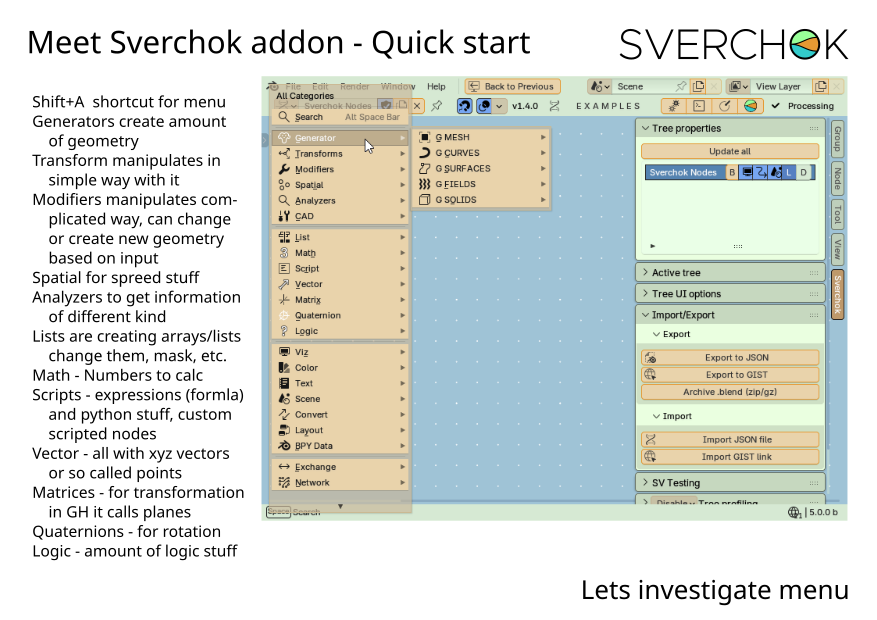 Meet Sverchok addon - Quick start
SVERCHOK
Shift+A  shortcut for menu
Generators create amount
of geometry
Transform manipulates in
simple way with it
Modifiers manipulates com-
plicated way, can change
or create new geometry
based on input
Spatial for spreed stuff
Analyzers to get information
of different kind
Lists are creating arrays/lists
change them, mask, etc.
Math - Numbers to calc
Scripts - expressions (formla)
and python stuff, custom
scripted nodes
Vector - all with xyz vectors
or so called points
Matrices - for transformation
in GH it calls planes
Quaternions - for rotation
Logic - amount of logic stuff
File Edit Render Window Help Back to Previous Scene View Layer
All Categories
Sverchok Nodes v1.4.0 EXAMPLES Processing
Search Alt Space Bar
Generator
Transforms
Modifiers
Spatial
Analyzers
CAD
List
Math
Script
Vector
Matrix
Quaternion
Logic
Viz
Color
Text
Scene
Convert
Layout
BPY Data
Exchange
Network
Space Search
G MESH
G CURVES
G SURFACES
G FIELDS
G SOLIDS
Tree properties
Update all
Sverchok Nodes B L D
Active tree
Tree UI options
Import/Export
Export
Export to JSON
Export to GIST
Archive .blend (zip/gz)
Import
Import JSON file
Import GIST link
SV Testing
Disable Tree profiling
Group
Node
Tool
View
Sverchok
1 | 5.0.0 b
Lets investigate menu